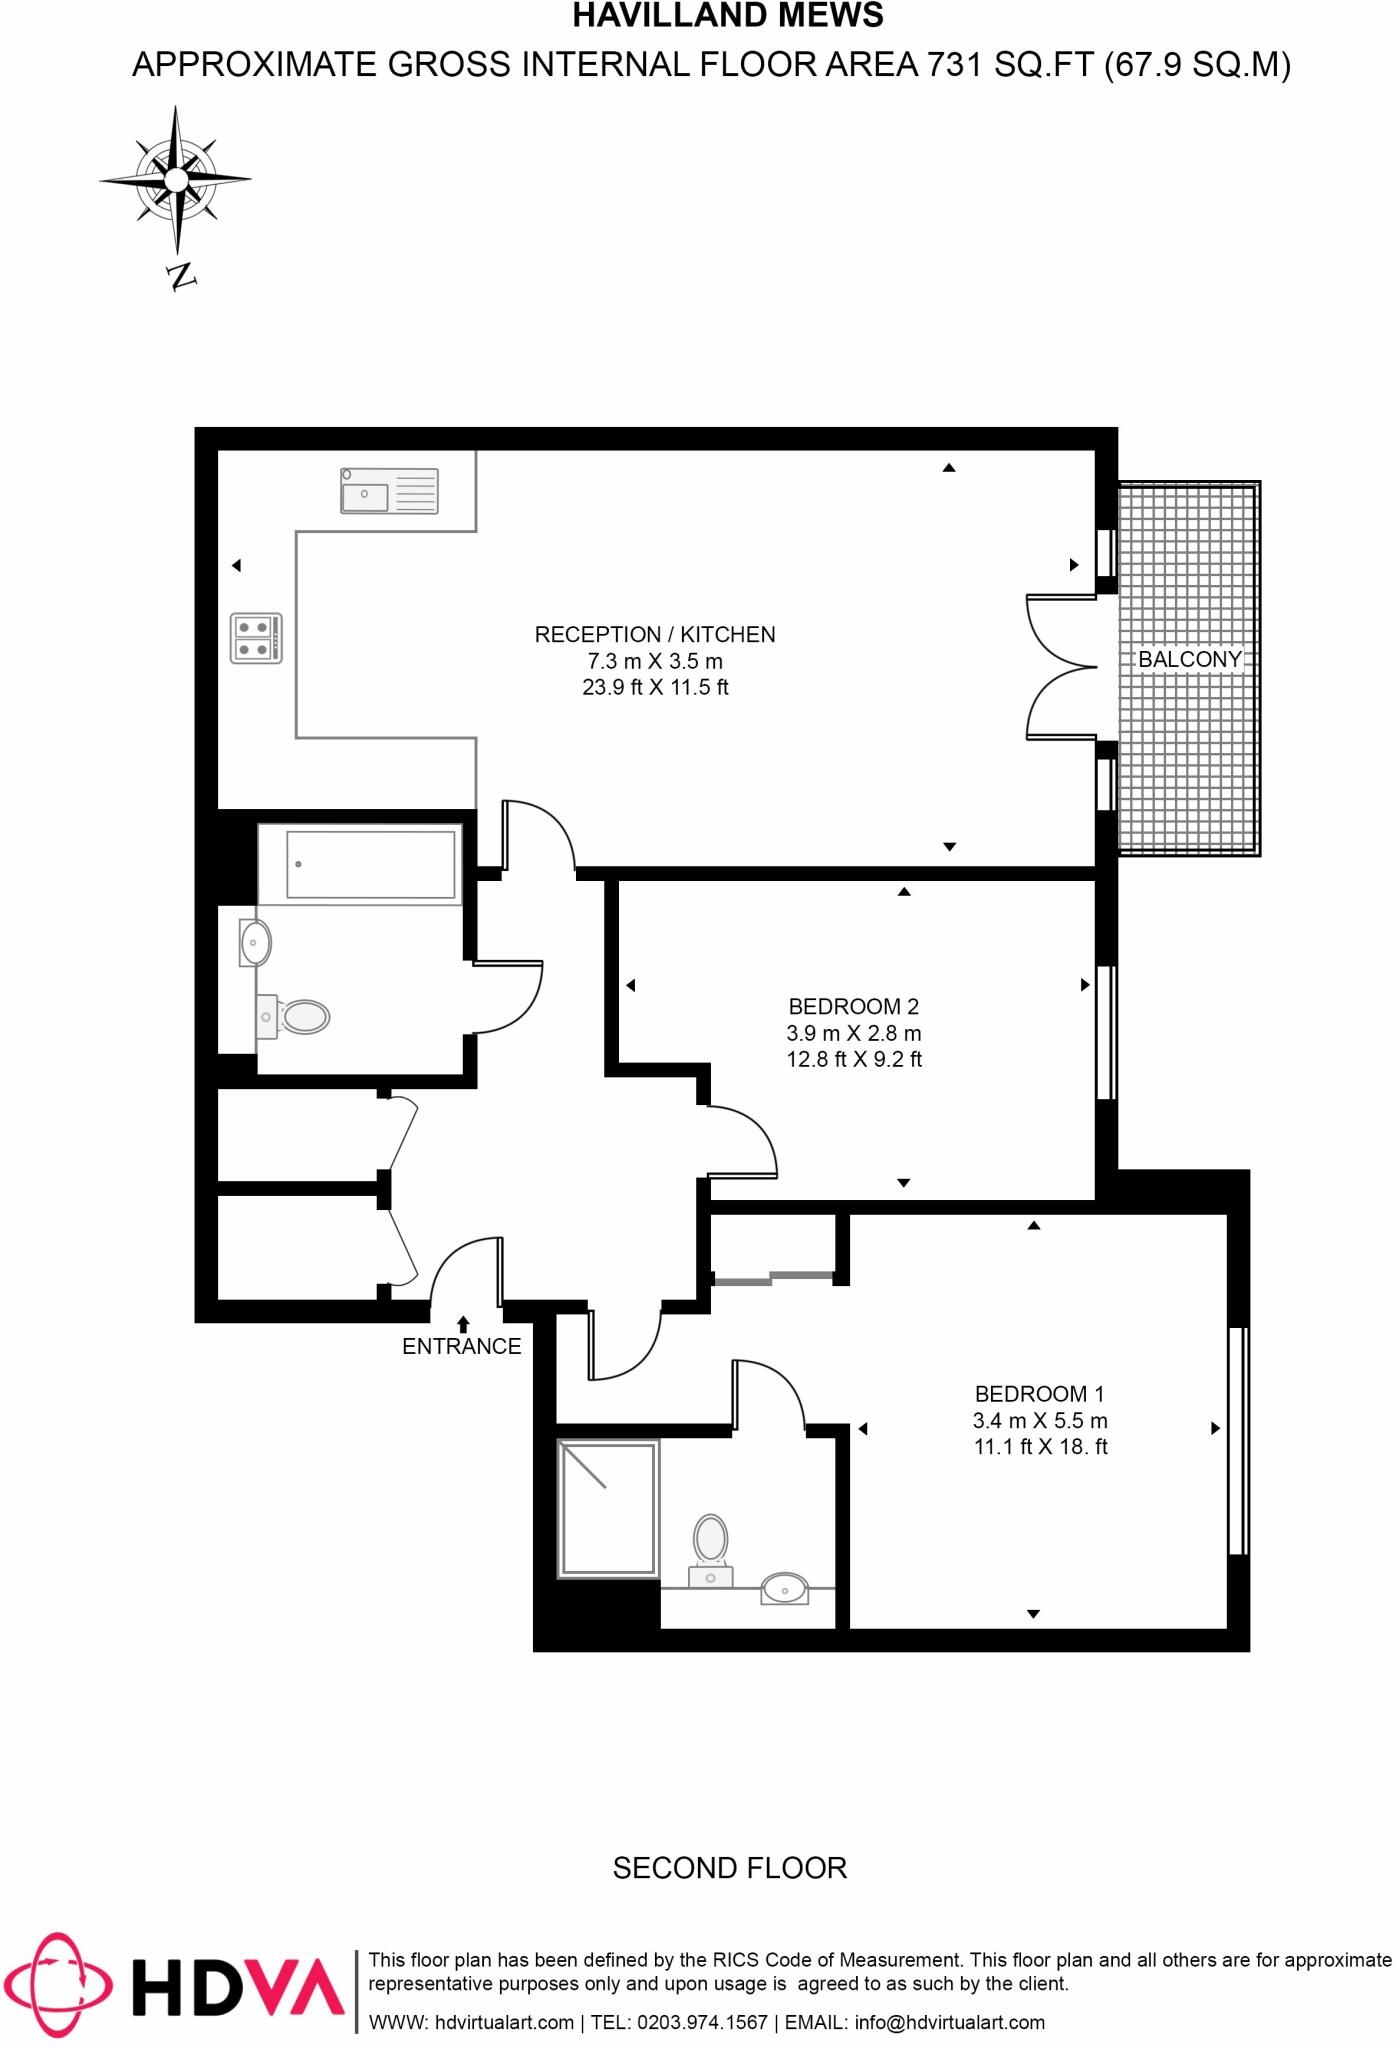 HAVILLAND MEWS
APPROXIMATE GROSS INTERNAL FLOOR AREA 731 SQ.FT (67.9 SQ.M)
N
RECEPTION / KITCHEN
7.3 m X 3.5 m
23.9 ft X 11.5 ft
BALCONY
BEDROOM 2
3.9 m X 2.8 m
12.8 ft X 9.2 ft
ENTRANCE
BEDROOM 1
3.4 m X 5.5 m
11.1 ft X 18. ft
SECOND FLOOR
HDVA
This floor plan has been defined by the RICS Code of Measurement. This floor plan and all others are for approximate
representative purposes only and upon usage is  agreed to as such by the client.
WWW: hdvirtualart.com | TEL: 0203.974.1567 | EMAIL: info@hdvirtualart.com